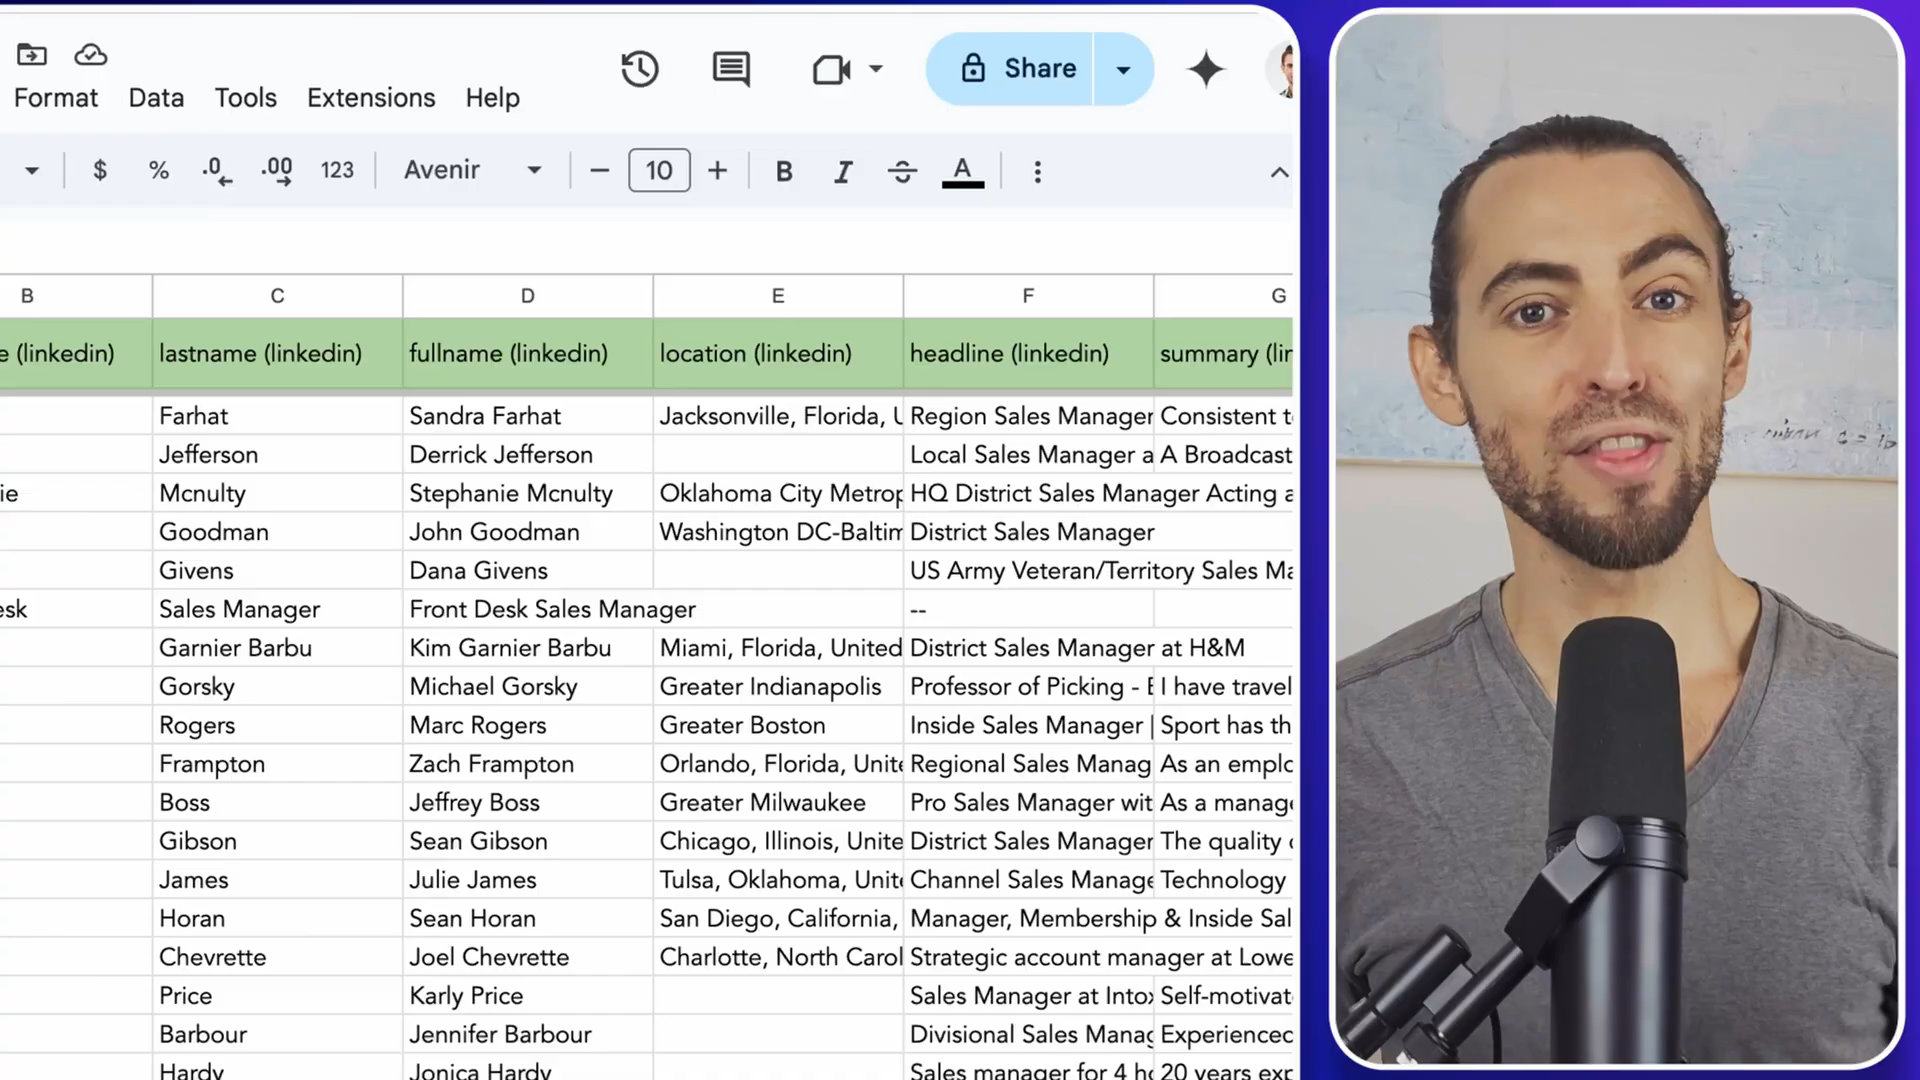 Share
Format Data Tools Extensions Help
$ % .0 .00 123 Avenir 10 B I S A
B C D E F G
e (linkedin) lastname (linkedin) fullname (linkedin) location (linkedin) headline (linkedin) summary (lin
Farhat Sandra Farhat Jacksonville, Florida, U Region Sales Manager Consistent t
Jefferson Derrick Jefferson Local Sales Manager a A Broadcast
ie Mcnulty Stephanie Mcnulty Oklahoma City Metrop HQ District Sales Manager Acting a
Goodman John Goodman Washington DC-Baltim District Sales Manager
Givens Dana Givens US Army Veteran/Territory Sales Ma
esk Sales Manager Front Desk Sales Manager --
Garnier Barbu Kim Garnier Barbu Miami, Florida, United District Sales Manager at H&M
Gorsky Michael Gorsky Greater Indianapolis Professor of Picking - E I have travel
Rogers Marc Rogers Greater Boston Inside Sales Manager | Sport has th
Frampton Zach Frampton Orlando, Florida, Unite Regional Sales Manag As an emplo
Boss Jeffrey Boss Greater Milwaukee Pro Sales Manager wit As a manage
Gibson Sean Gibson Chicago, Illinois, Unite District Sales Manager The quality
James Julie James Tulsa, Oklahoma, Unite Channel Sales Manage Technology
Horan Sean Horan San Diego, California, Manager, Membership & Inside Sal
Chevrette Joel Chevrette Charlotte, North Carol Strategic account manager at Lowe
Price Karly Price Sales Manager at Intox Self-motivat
Barbour Jennifer Barbour Divisional Sales Manag Experienced
Hardy Jonica Hardy Sales manager for 4 ho 20 years exp